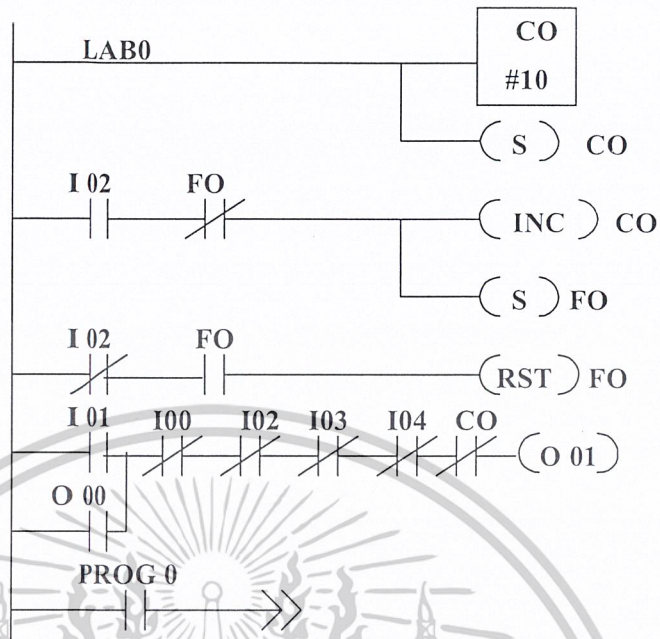 CO
LAB0
#10
( S ) CO
I 02 FO
( INC ) CO
( S ) FO
I 02 FO
( RST ) FO
I 01 I00 I02 I03 I04 CO
( O 01 )
O 00
PROG 0